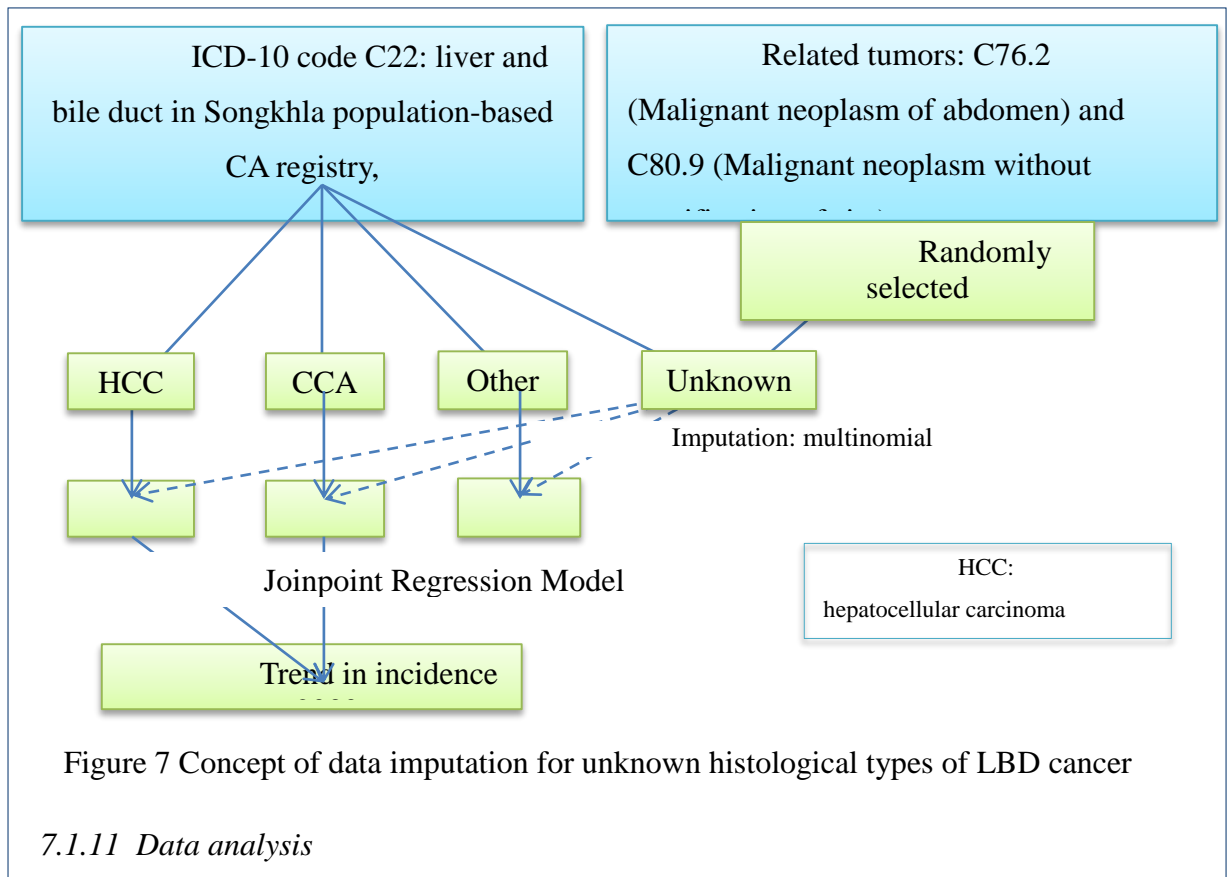 ICD-10 code C22: liver and
bile duct in Songkhla population-based
CA registry,
Related tumors: C76.2
(Malignant neoplasm of abdomen) and
C80.9 (Malignant neoplasm without
Randomly
selected
HCC
CCA
Other
Unknown
Imputation: multinomial
Joinpoint Regression Model
HCC:
hepatocellular carcinoma
Trend in incidence
Figure 7 Concept of data imputation for unknown histological types of LBD cancer
7.1.11 Data analysis